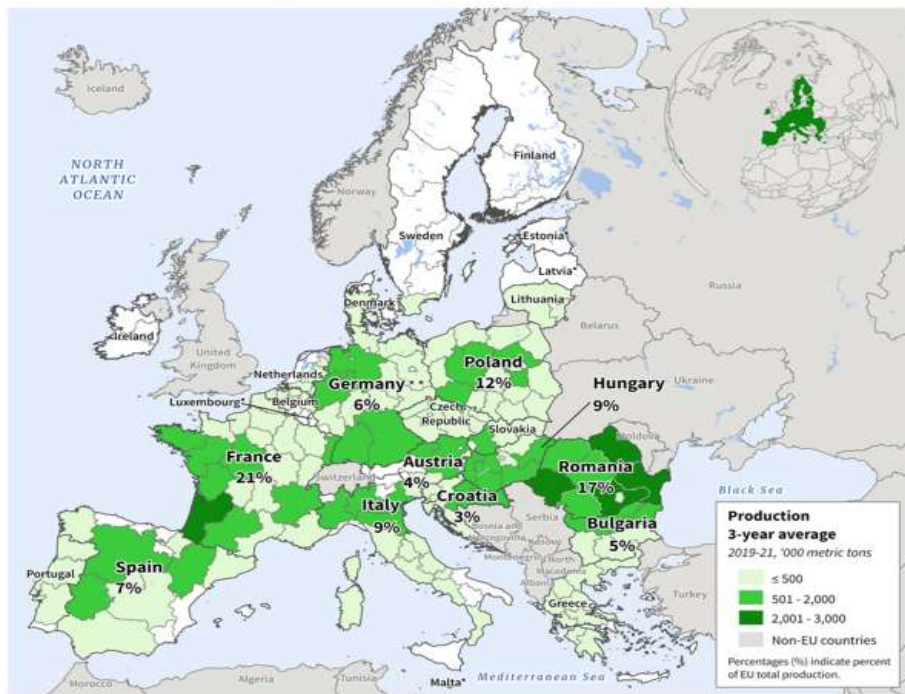 Iceland
NORTH
ATLANTIC
OCEAN
Norway
Finland
Sweden
Estonia*
Latvia*
Lithuania
Russia
Denmark
Ireland
United
Kingdom
Belarus
Netherlands
Poland
12%
Germany
6%
Belgium
Luxembourg*
Hungary
9%
Ukraine
Czech
Republic
Slovakia
Moldova
France
21%
Switzerland
Austria
4%
Romania
17%
Italy
9%
Croatia
3%
Bosnia and
Herzegovina
Serbia
Kosovo
Montenegro
North
Macedonia
Albania
Bulgaria
5%
Black Sea
Portugal
Spain
7%
Greece
Turkey
Morocco
Algeria
Tunisia
Malta*
Mediterranean Sea
Production
3-year average
2019-21, '000 metric tons
≤ 500
501 - 2,000
2,001 - 3,000
Non-EU countries
Percentages (%) indicate percent
of EU total production.